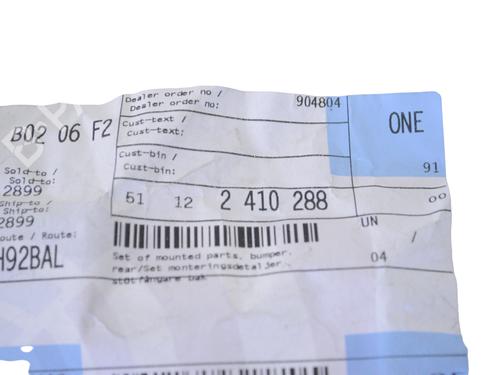 Dealer order no /
Dealer order no:
904804
B02 06 F2
Cust-text /
Cust-text:
ONE
Cust-bin /
Cust-bin:
91
Sold-to /
Sold-to:
2899
51 12 2 410 288
00
Ship-to /
Ship-to:
2899
UN /
Route / Route:
H92BAL
04
Set of mounted parts, bumper,
rear/Set monteringsdetaljer
stötfångare bak